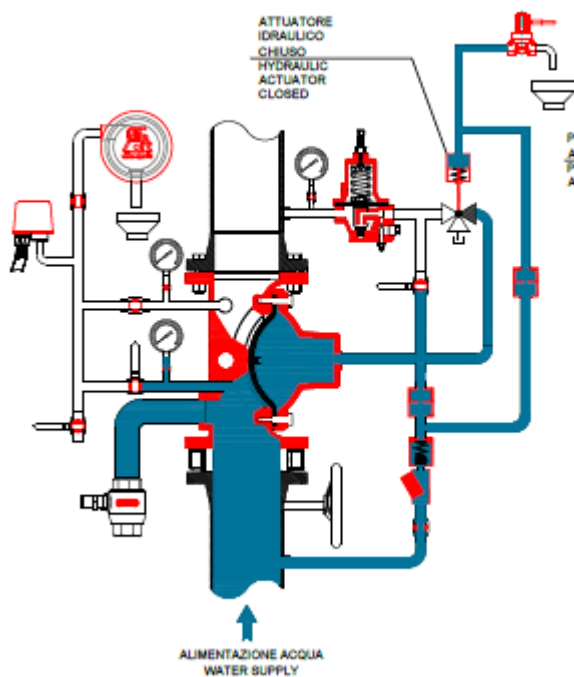 ATTUATORE
IDRAULICO
CHIUSO
HYDRAULIC
ACTUATOR
CLOSED
P
A
P
A
ALIMENTAZIONE ACQUA
WATER SUPPLY